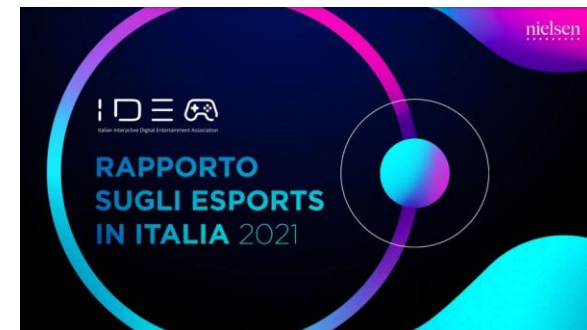 nielsen
IDEA
Italian Interactive Digital Entertainment Association
RAPPORTO
SUGLI ESPORTS
IN ITALIA 2021